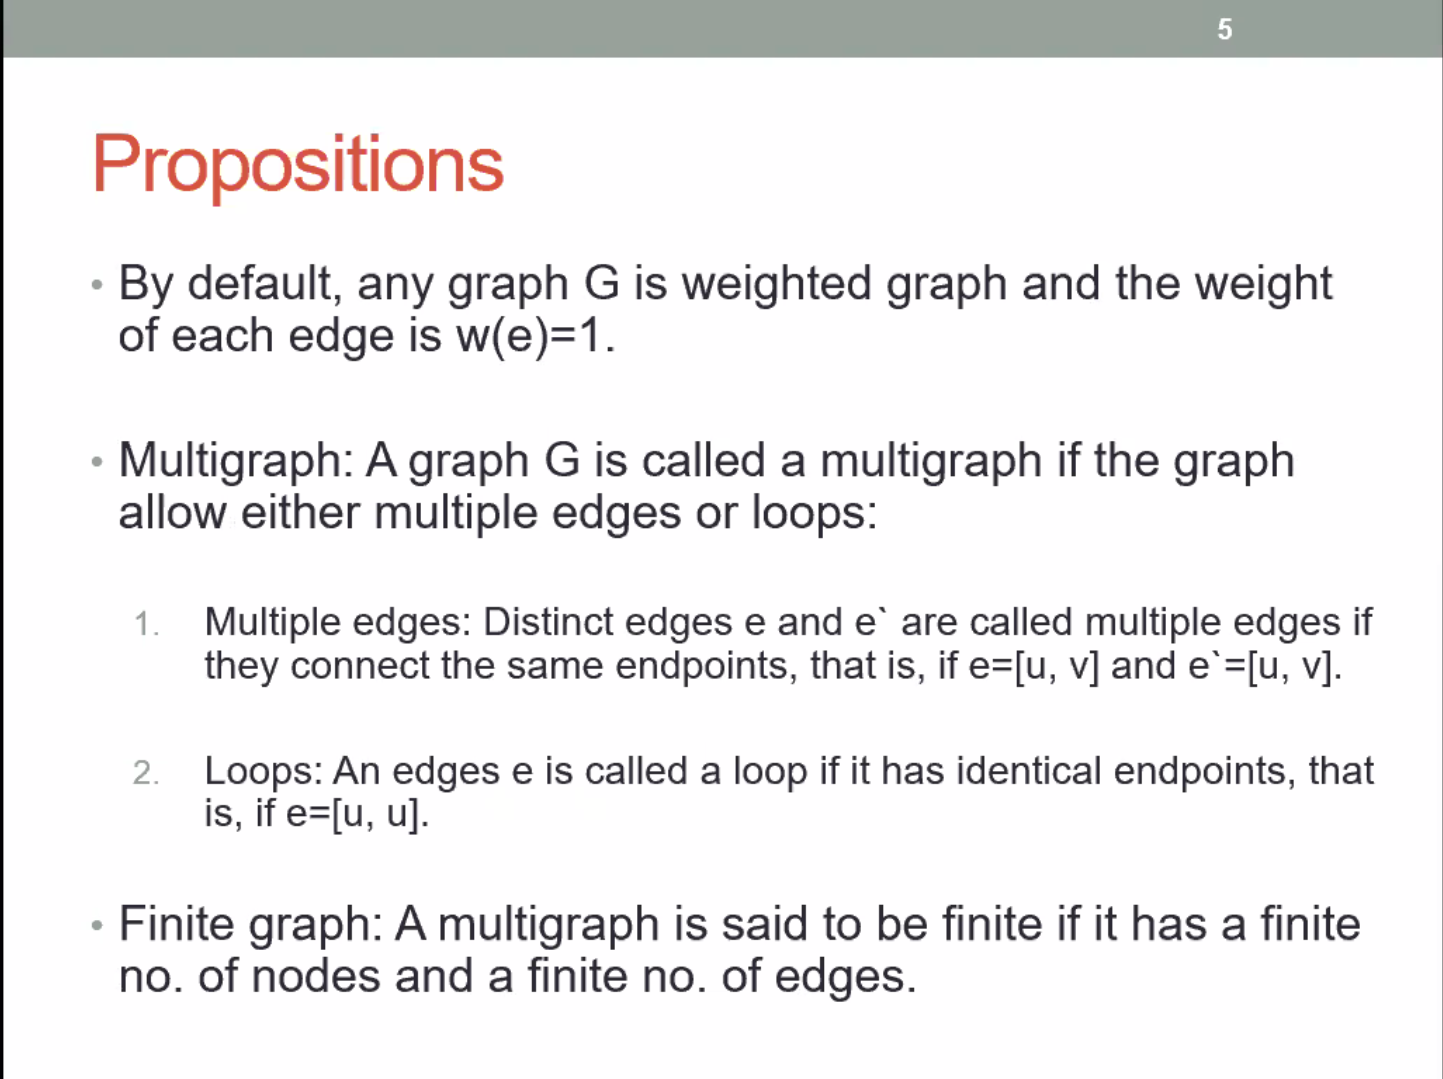 5
Propositions
• By default, any graph G is weighted graph and the weight
of each edge is w(e)=1.
• Multigraph: A graph G is called a multigraph if the graph
allow either multiple edges or loops:
1. Multiple edges: Distinct edges e and e` are called multiple edges if
they connect the same endpoints, that is, if e=[u, v] and e`=[u, v].
2. Loops: An edges e is called a loop if it has identical endpoints, that
is, if e=[u, u].
• Finite graph: A multigraph is said to be finite if it has a finite
no. of nodes and a finite no. of edges.